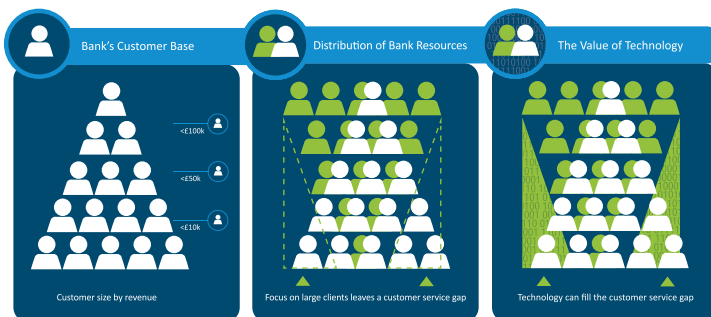 Bank's Customer Base
<£100k
<£50k
<£10k
Customer size by revenue
Distribution of Bank Resources
Focus on large clients leaves a customer service gap
The Value of Technology
Technology can fill the customer service gap